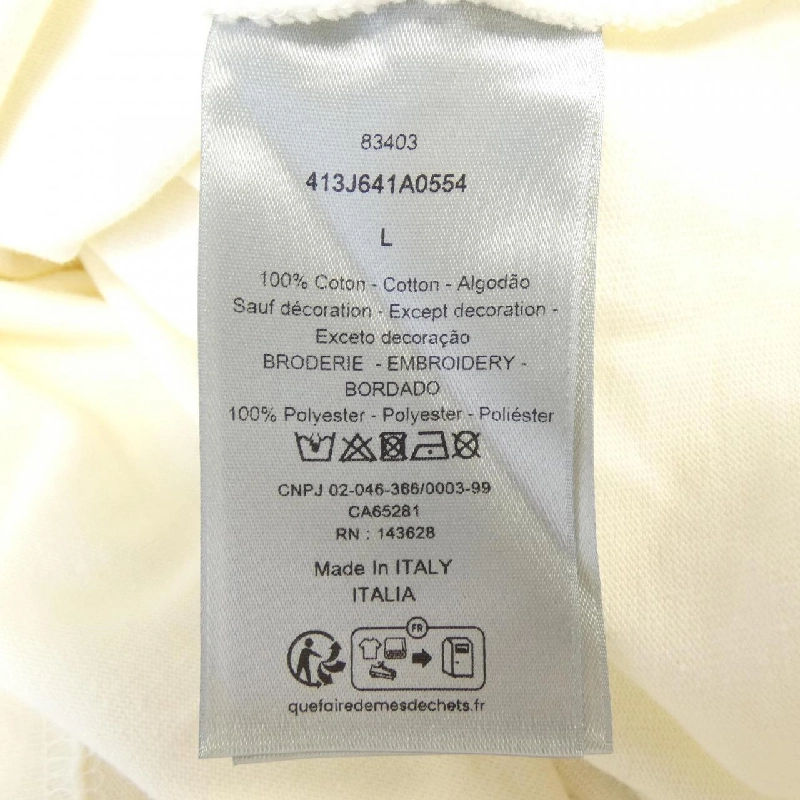 83403
413J641A0554
L
100% Coton - Cotton - Algodão
Sauf décoration - Except decoration -
Exceto decoração
BRODERIE - EMBROIDERY -
BORDADO
100% Polyester - Polyester - Poliéster
CNPJ 02-046-366/0003-99
CA65281
RN : 143628
Made In ITALY
ITALIA
FR
quefairedemesdechets.fr